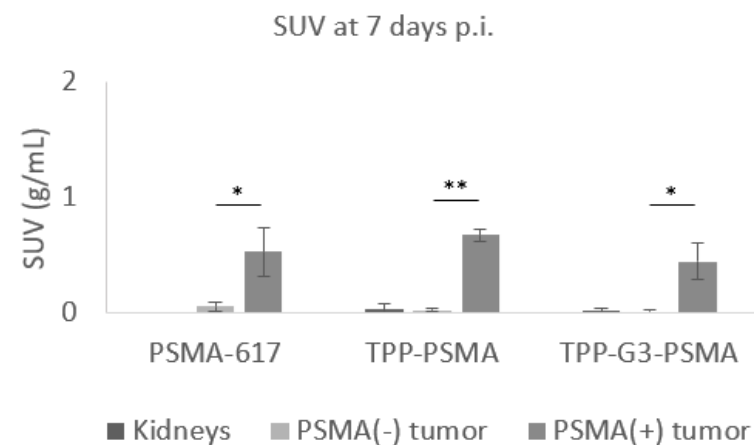 SUV at 7 days p.i.
2
1
0
SUV (g/mL)
* ** *
PSMA-617 TPP-PSMA TPP-G3-PSMA
Kidneys PSMA(-) tumor PSMA(+) tumor